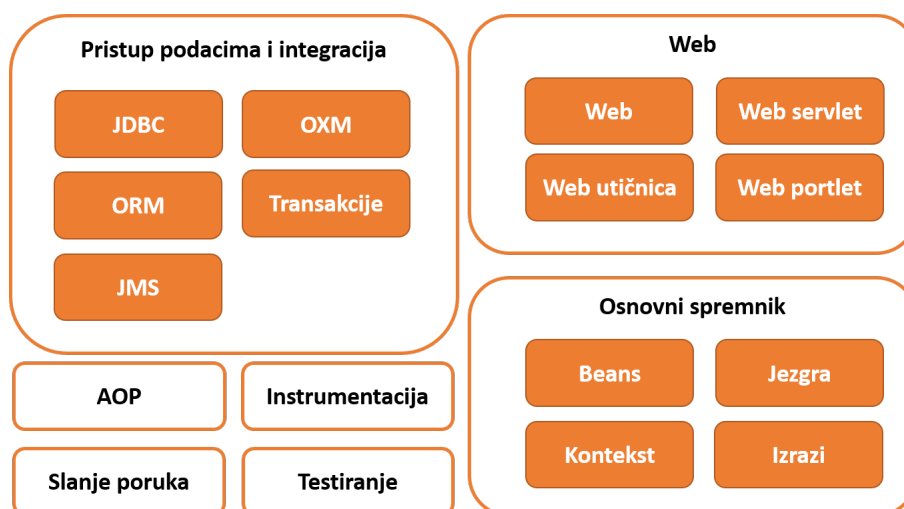 Pristup podacima i integracija
JDBC
OXM
ORM
Transakcije
JMS
AOP
Instrumentacija
Slanje poruka
Testiranje
Web
Web
Web servlet
Web utičnica
Web portlet
Osnovni spremnik
Beans
Jezgra
Kontekst
Izrazi